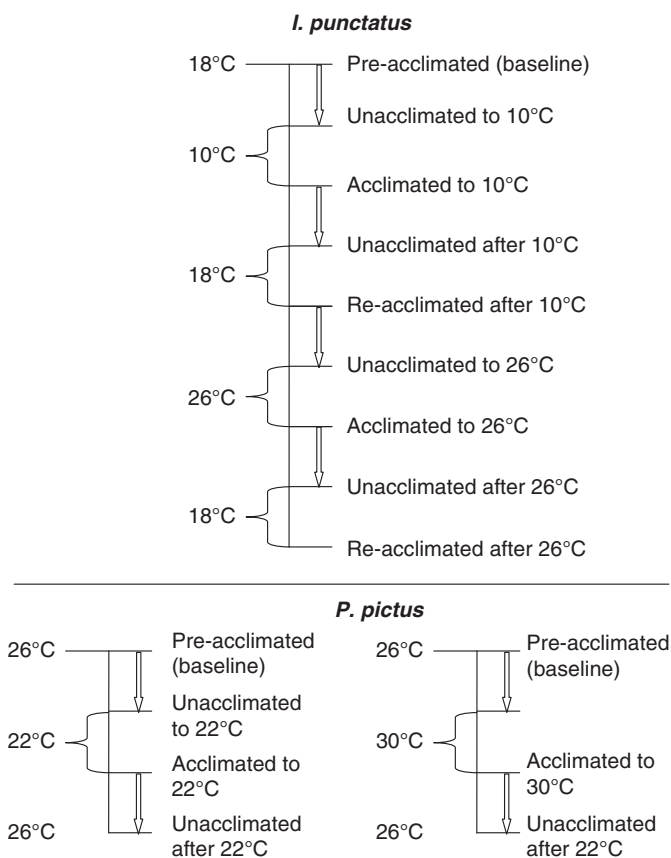 I. punctatus
18°C Pre-acclimated (baseline)
Unacclimated to 10°C
10°C
Acclimated to 10°C
Unacclimated after 10°C
18°C
Re-acclimated after 10°C
Unacclimated to 26°C
26°C
Acclimated to 26°C
Unacclimated after 26°C
18°C
Re-acclimated after 26°C
P. pictus
26°C
Pre-acclimated
(baseline)
Unacclimated
to 22°C
22°C
Acclimated to
22°C
26°C
Unacclimated
after 22°C
26°C
Pre-acclimated
(baseline)
30°C
Acclimated to
30°C
26°C
Unacclimated
after 22°C